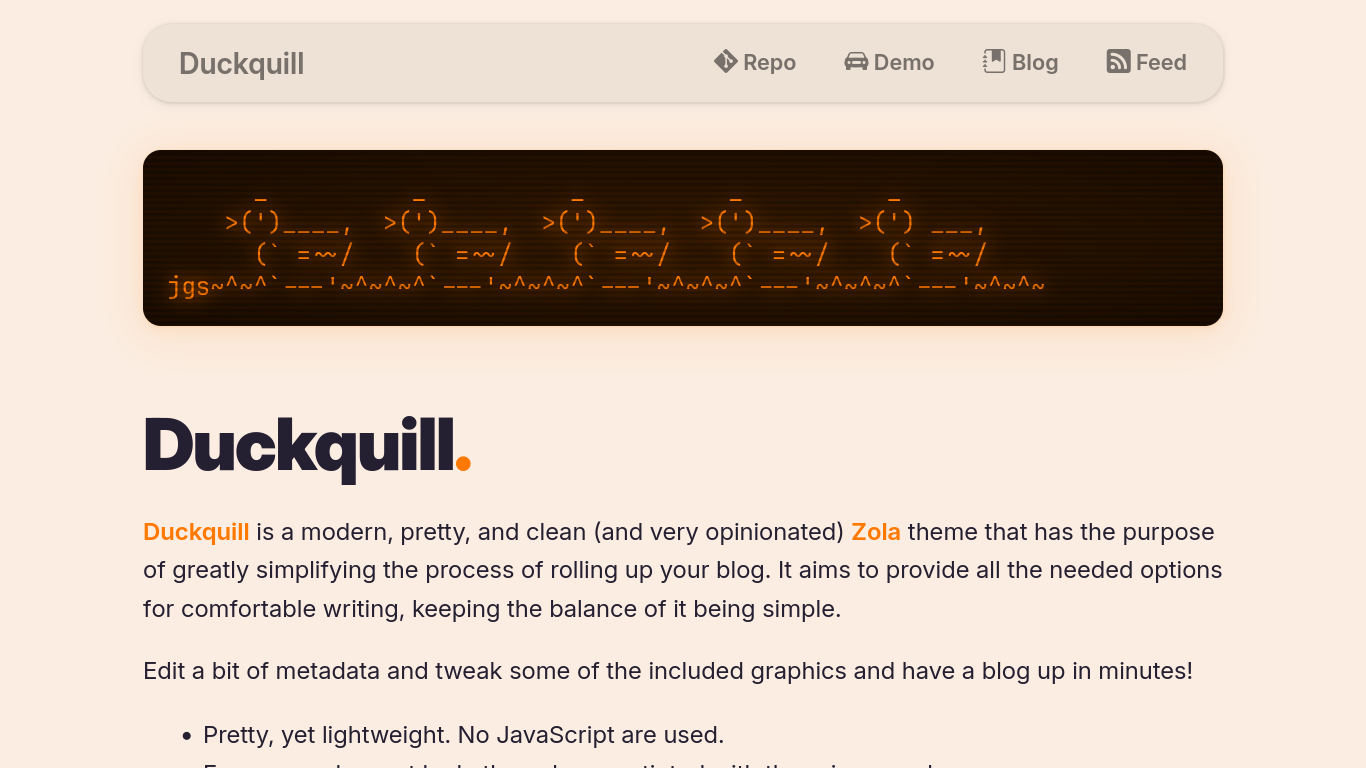 Duckquill
Repo
Demo
Blog
Feed
        _          _          _          _          _
      >(')____,  >(')____,  >(')____,  >(')____,  >(') ___,
        (` =~~/    (` =~~/    (` =~~/    (` =~~/    (` =~~/
jgs~^~^`---'~^~^~^`---'~^~^~^`---'~^~^~^`---'~^~^~^`---'~^~^~
Duckquill.
Duckquill is a modern, pretty, and clean (and very opinionated) Zola theme that has the purpose
of greatly simplifying the process of rolling up your blog. It aims to provide all the needed options
for comfortable writing, keeping the balance of it being simple.
Edit a bit of metadata and tweak some of the included graphics and have a blog up in minutes!
• Pretty, yet lightweight. No JavaScript are used.